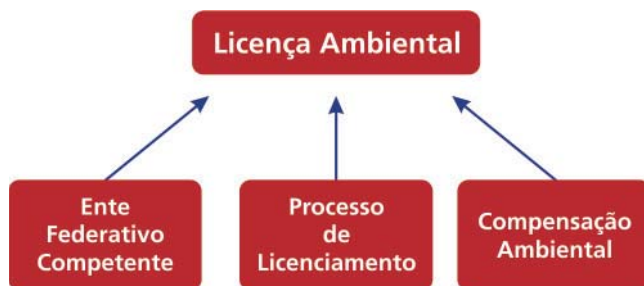 Licença Ambiental
Ente
Federativo
Competente
Processo
de
Licenciamento
Compensação
Ambiental